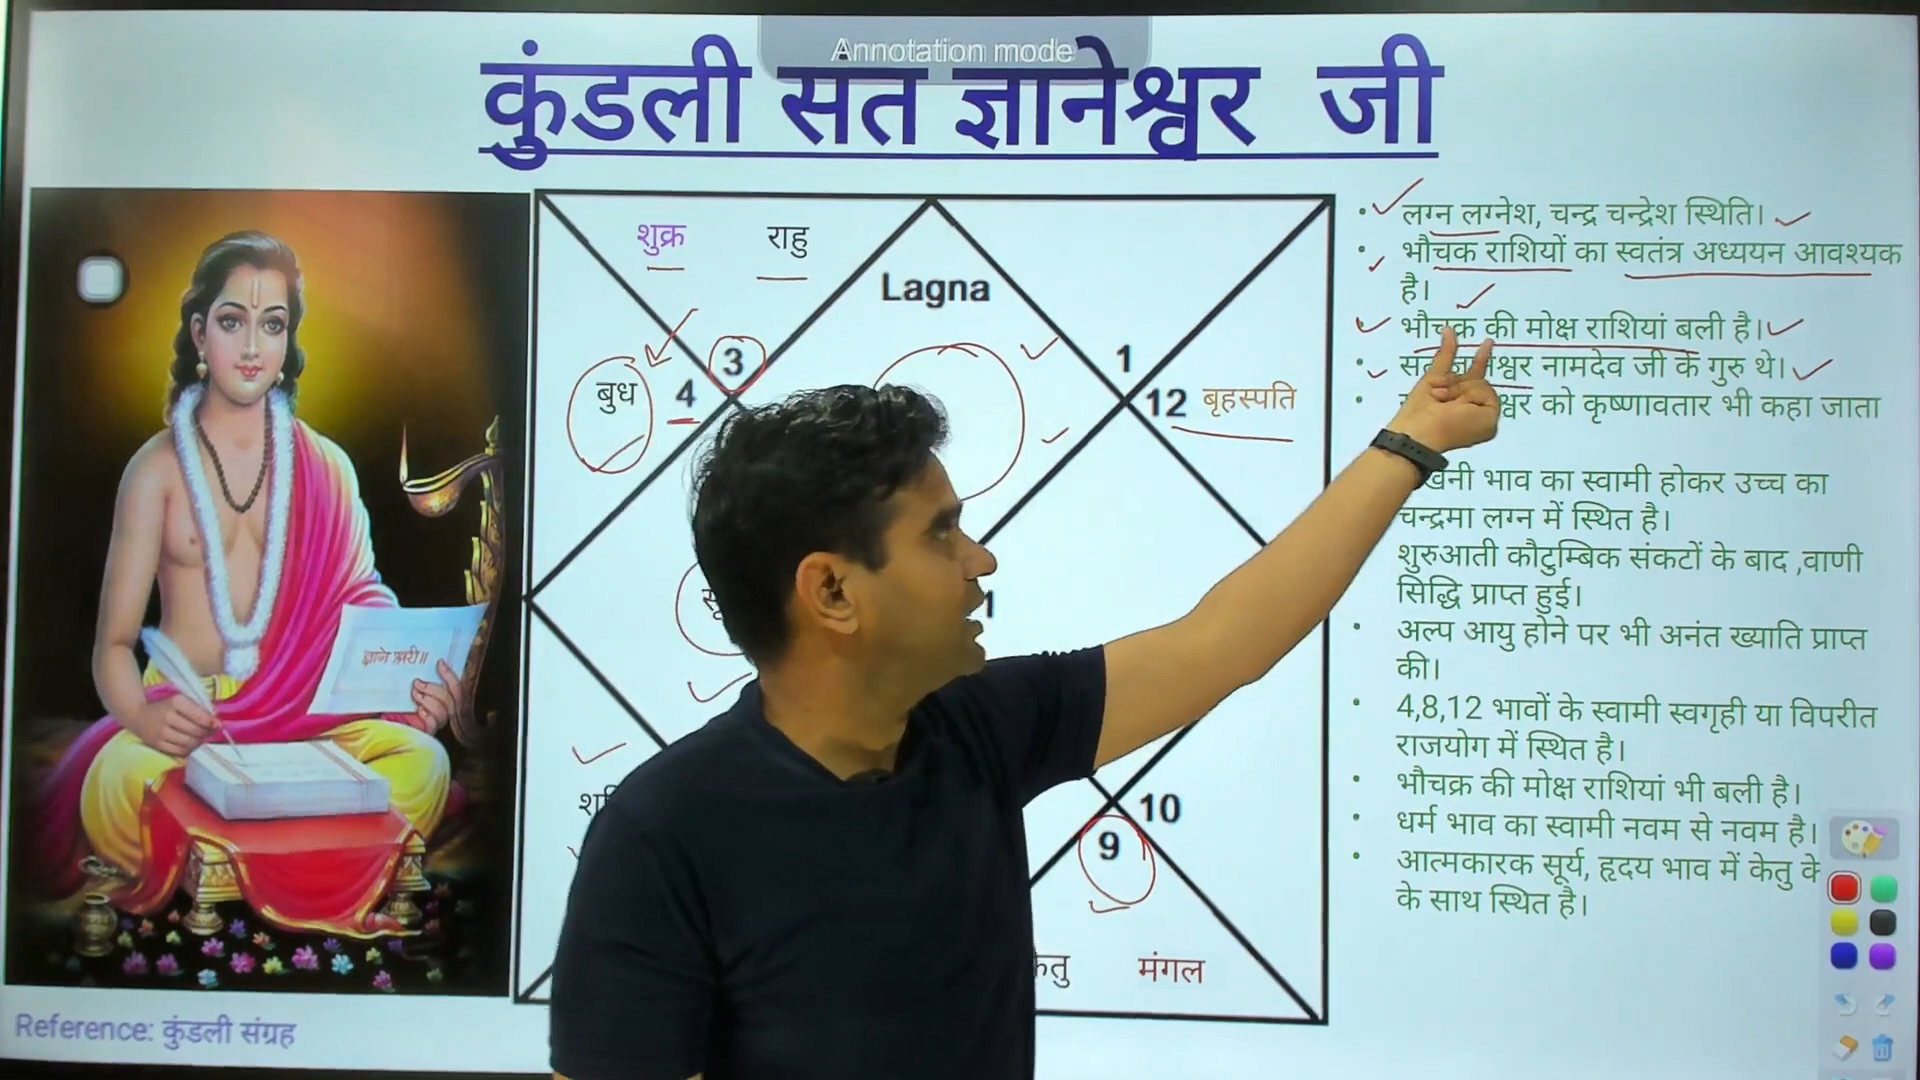 Annotation mode
कुंडली संत ज्ञानेश्वर जी
शुक्र राहु
Lagna
3
1
बुध 4
12 बृहस्पति
10
9
मंगल
ज्ञानेश्वरी॥
Reference: कुंडली संग्रह
लग्न लग्नेश, चन्द्र चन्द्रेश स्थिति।
भौचक राशियों का स्वतंत्र अध्ययन आवश्यक
है।
भौचक्र की मोक्ष राशियां बली है।
नामदेव जी के गुरु थे।
को कृष्णावतार भी कहा जाता
भाव का स्वामी होकर उच्च का
चन्द्रमा लग्न में स्थित है।
शुरुआती कौटुम्बिक संकटों के बाद ,वाणी
सिद्धि प्राप्त हुई।
अल्प आयु होने पर भी अनंत ख्याति प्राप्त
की।
4,8,12 भावों के स्वामी स्वगृही या विपरीत
राजयोग में स्थित है।
भौचक्र की मोक्ष राशियां भी बली है।
धर्म भाव का स्वामी नवम से नवम है।
आत्मकारक सूर्य, हृदय भाव में केतु के
के साथ स्थित है।